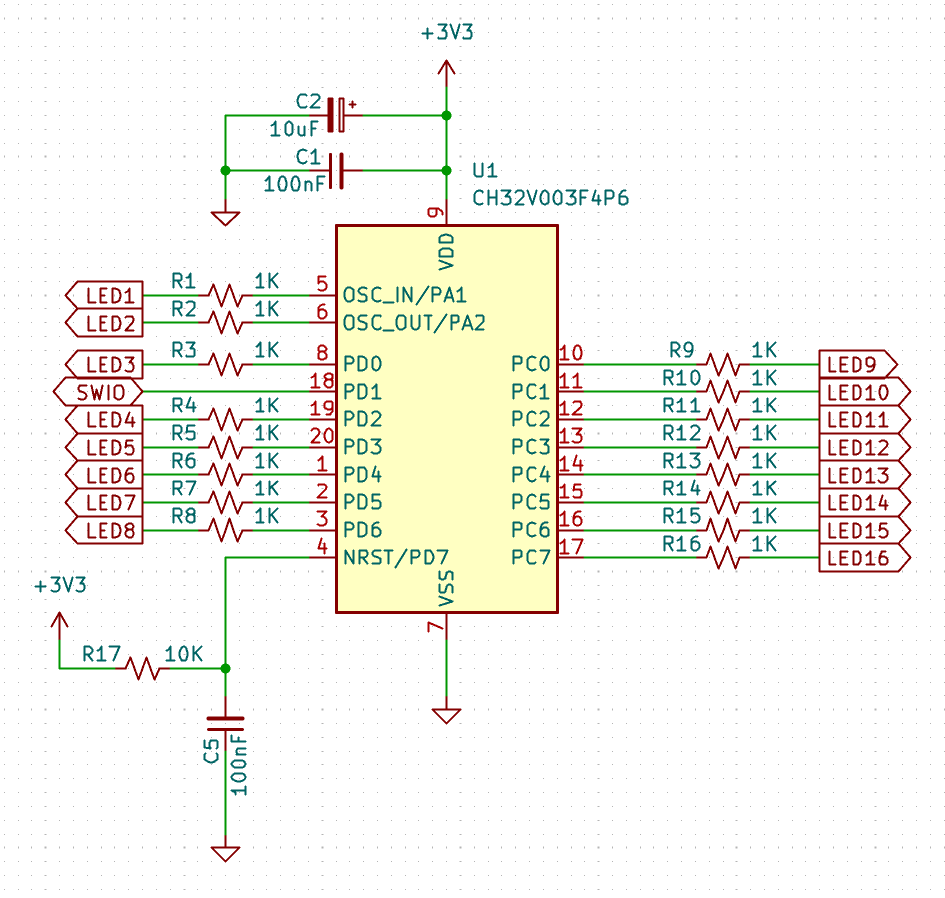 +3V3
C2
10uF
C1
100nF
U1
CH32V003F4P6
9
VDD
LED1 R1 1K 5 OSC_IN/PA1
LED2 R2 1K 6 OSC_OUT/PA2
LED3 R3 1K 8 PD0 PC0 10 R9 1K LED9
SWIO 18 PD1 PC1 11 R10 1K LED10
LED4 R4 1K 19 PD2 PC2 12 R11 1K LED11
LED5 R5 1K 20 PD3 PC3 13 R12 1K LED12
LED6 R6 1K 1 PD4 PC4 14 R13 1K LED13
LED7 R7 1K 2 PD5 PC5 15 R14 1K LED14
LED8 R8 1K 3 PD6 PC6 16 R15 1K LED15
4 NRST/PD7 PC7 17 R16 1K LED16
VSS
7
+3V3
R17 10K
C5
100nF